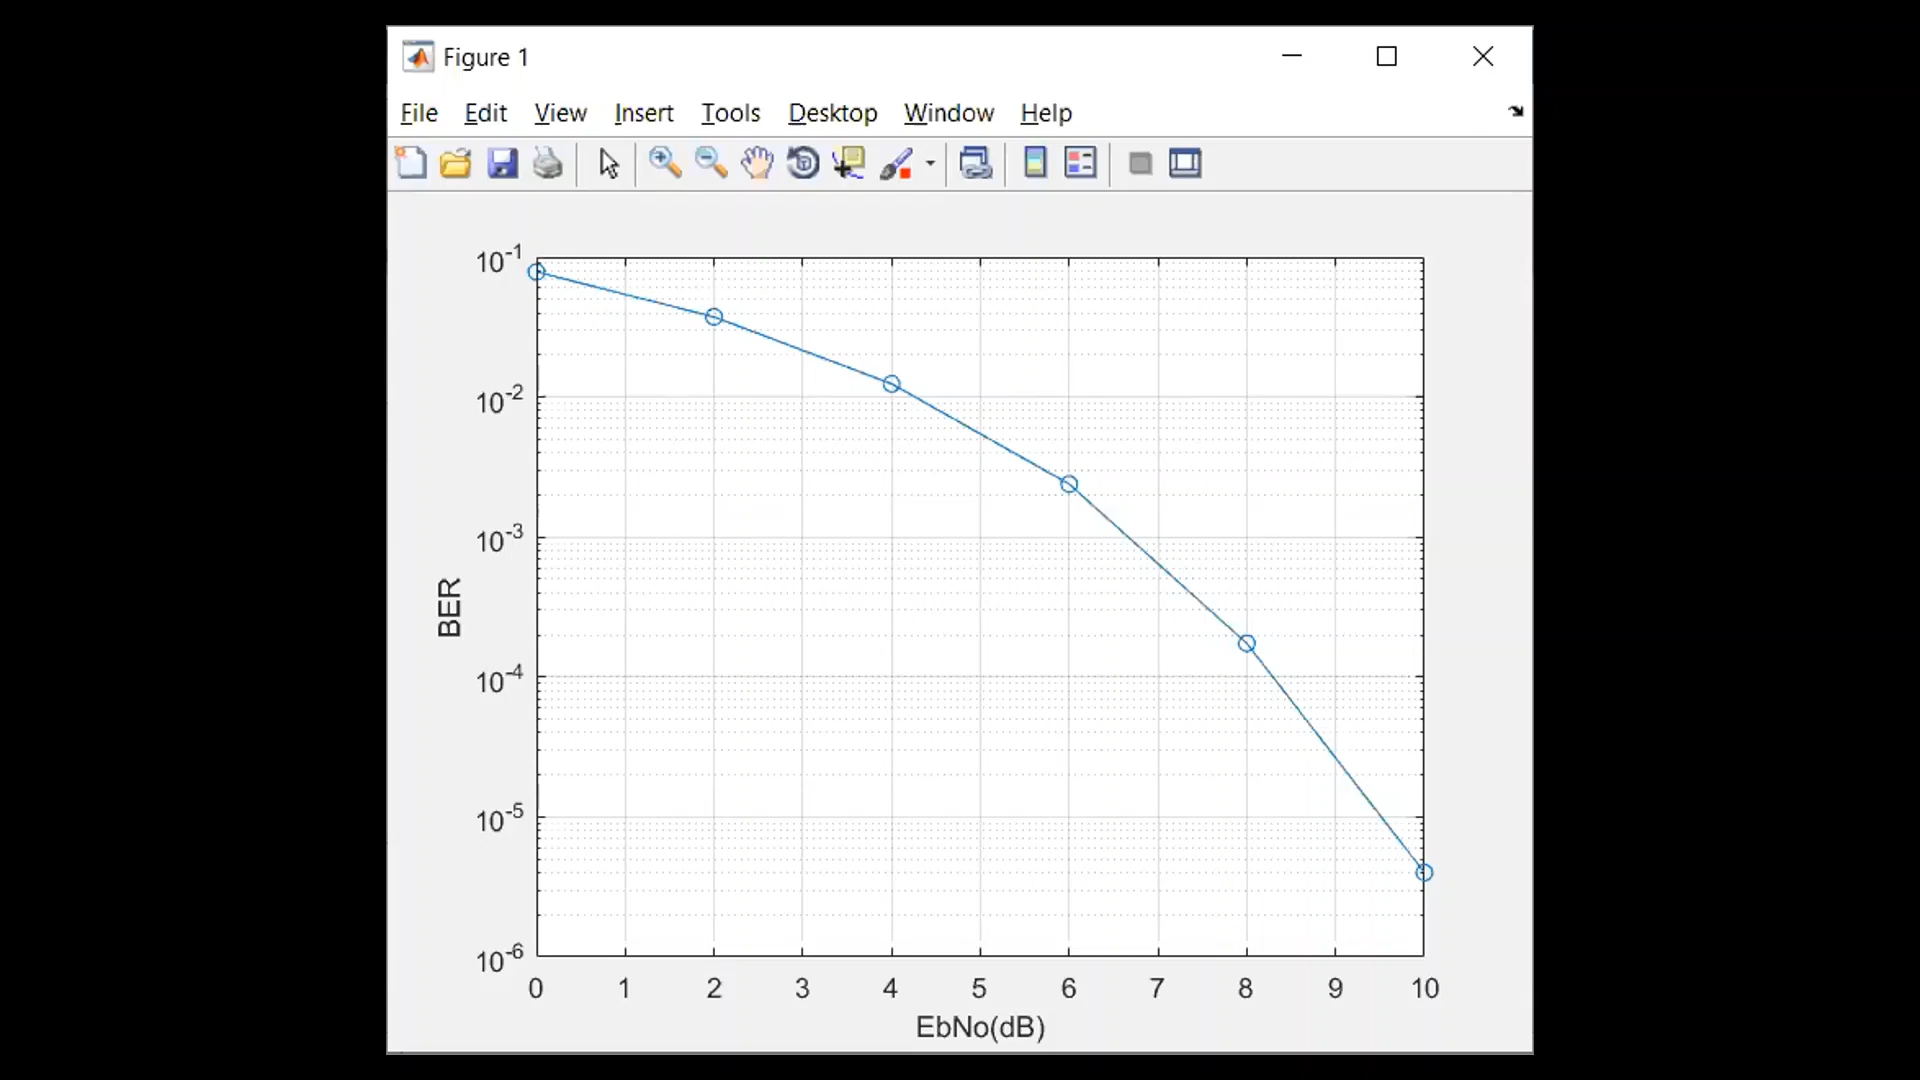 Figure 1
File Edit View Insert Tools Desktop Window Help
10^-1
10^-2
10^-3
10^-4
10^-5
10^-6
BER
0 1 2 3 4 5 6 7 8 9 10
EbNo(dB)